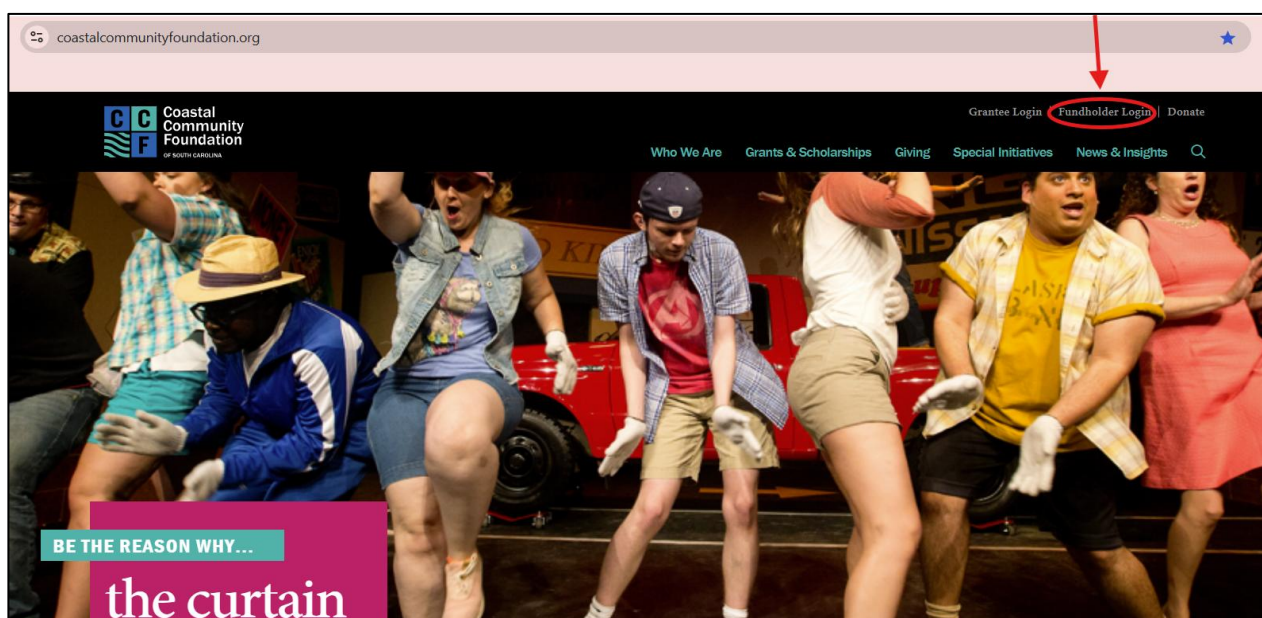 coastalcommunityfoundation.org
Grantee Login | Fundholder Login | Donate
C C F
Coastal
Community
Foundation
OF SOUTH CAROLINA
Who We Are Grants & Scholarships Giving Special Initiatives News & Insights
BE THE REASON WHY...
the curtain